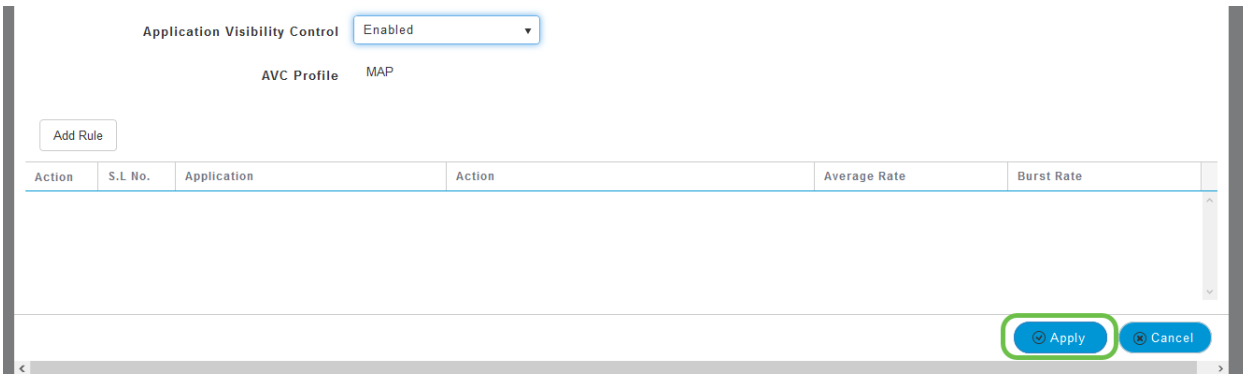 Application Visibility Control Enabled
AVC Profile MAP
Add Rule
Action S.L No. Application Action Average Rate Burst Rate
Apply Cancel